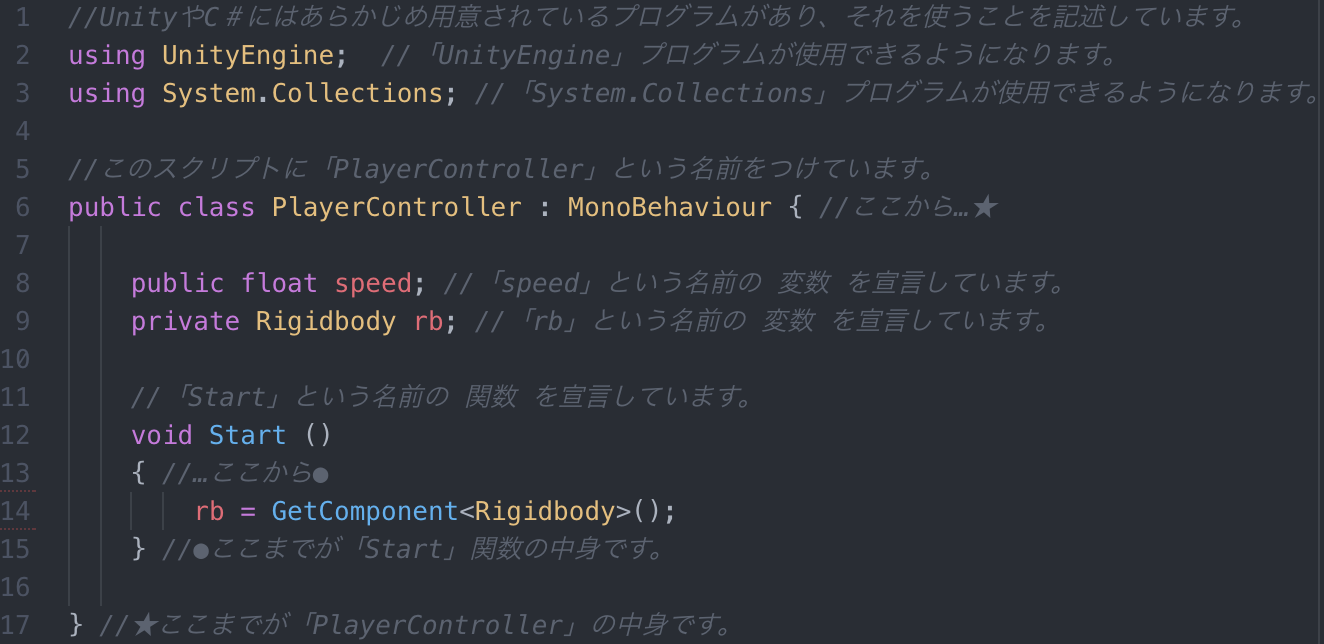 1 //UnityやC＃にはあらかじめ用意されているプログラムがあり、それを使うことを記述しています。
2 using UnityEngine; //「UnityEngine」プログラムが使用できるようになります。
3 using System.Collections; //「System.Collections」プログラムが使用できるようになります。
4
5 //このスクリプトに「PlayerController」という名前をつけています。
6 public class PlayerController : MonoBehaviour { //ここから…★
7
8 public float speed; //「speed」という名前の 変数 を宣言しています。
9 private Rigidbody rb; //「rb」という名前の 変数 を宣言しています。
10
11 //「Start」という名前の 関数 を宣言しています。
12 void Start ()
13 { //…ここから●
14 rb = GetComponent<Rigidbody>();
15 } //●ここまでが「Start」関数の中身です。
16
17 } //★ここまでが「PlayerController」の中身です。